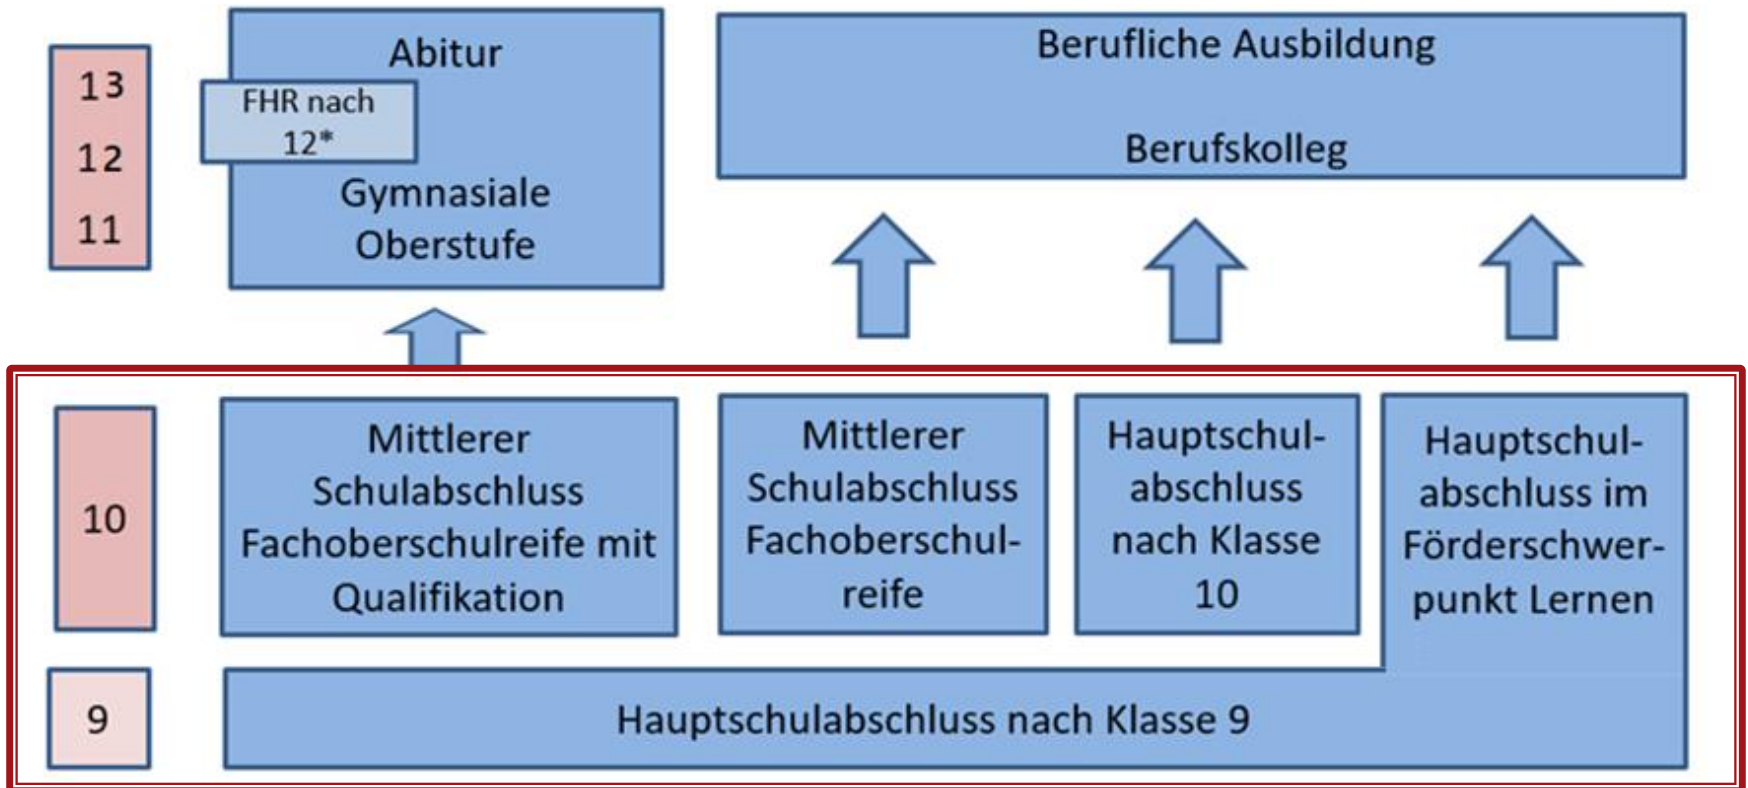 13
12
11
Abitur
FHR nach
12*
Gymnasiale
Oberstufe
Berufliche Ausbildung
Berufskolleg
10
Mittlerer
Schulabschluss
Fachoberschulreife mit
Qualifikation
Mittlerer
Schulabschluss
Fachoberschul-
reife
Hauptschul-
abschluss
nach Klasse
10
Hauptschul-
abschluss im
Förderschwer-
punkt Lernen
9
Hauptschulabschluss nach Klasse 9